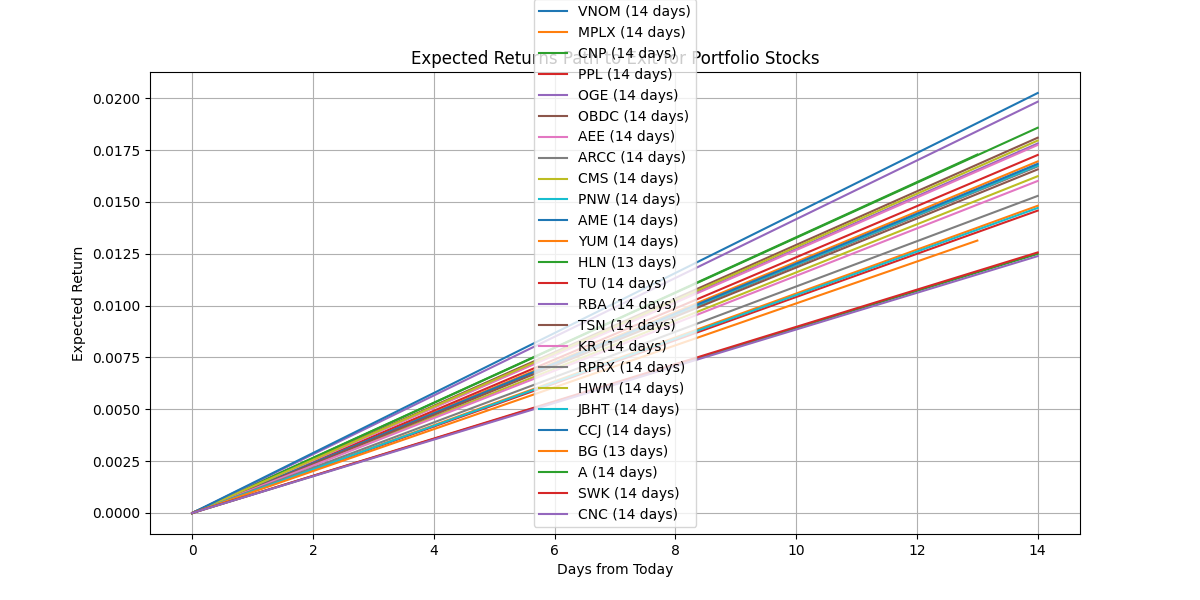 VNOM (14 days)
MPLX (14 days)
CNP (14 days)
Expected Returns Path to Exit for Portfolio Stocks
PPL (14 days)
OGE (14 days)
OBDC (14 days)
AEE (14 days)
ARCC (14 days)
CMS (14 days)
PNW (14 days)
AME (14 days)
YUM (14 days)
HLN (13 days)
TU (14 days)
RBA (14 days)
TSN (14 days)
KR (14 days)
RPRX (14 days)
HWM (14 days)
JBHT (14 days)
CCJ (14 days)
BG (13 days)
A (14 days)
SWK (14 days)
CNC (14 days)
Expected Return
0.0200
0.0175
0.0150
0.0125
0.0100
0.0075
0.0050
0.0025
0.0000
0 2 4 6 8 10 12 14
Days from Today